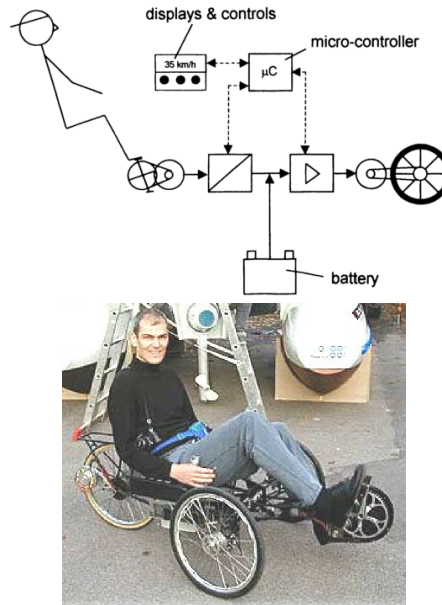 displays & controls
micro-controller
35 km/h
µC
battery